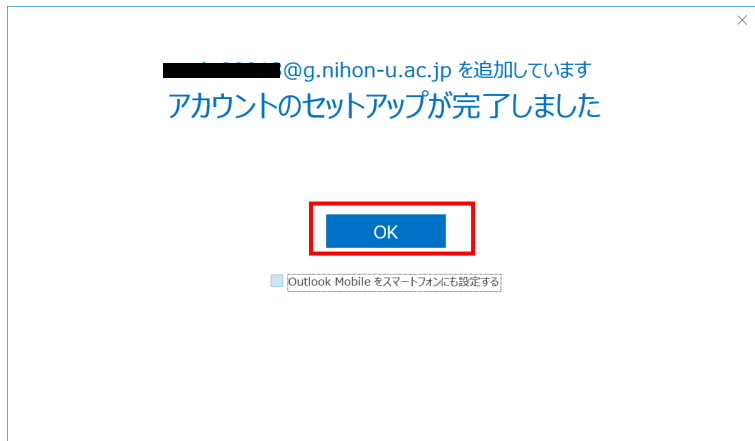 @g.nihon-u.ac.jp を追加しています
アカウントのセットアップが完了しました
OK
Outlook Mobile をスマートフォンにも設定する